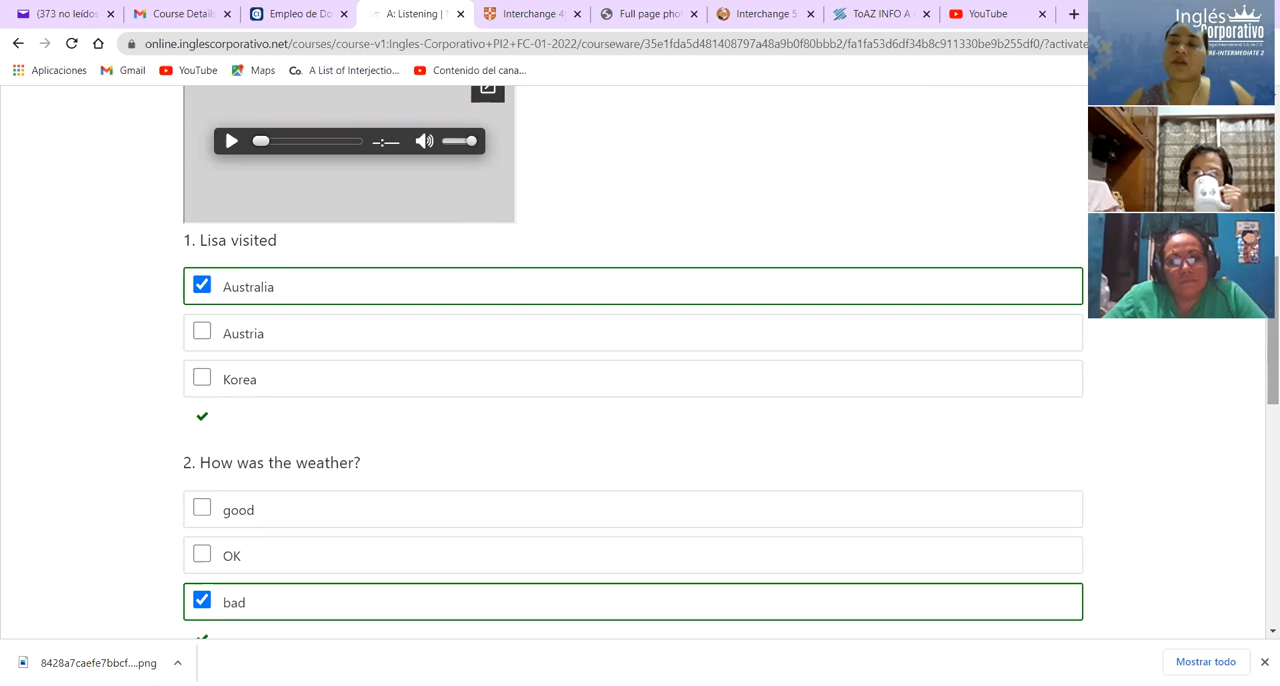 (373 no leídos
Course Details
Empleo de Do
A: Listening |
Interchange 4
Full page pho
Interchange 5
ToAZ INFO A
YouTube
online.inglescorporativo.net/courses/course-v1:Ingles-Corporativo+PI2+FC-01-2022/courseware/35e1fda5d481408797a48a9b0f80bbb2/fa1fa53d6df34b8c911330be9b255df0/?activate
Aplicaciones
Gmail
YouTube
Maps
Co. A List of Interjectio...
Contenido del cana...
Inglés
Corporativo
PRE-INTERMEDIATE 2
-:--
1. Lisa visited
Australia
Austria
Korea
2. How was the weather?
good
OK
bad
8428a7caefe7bbcf....png
Mostrar todo